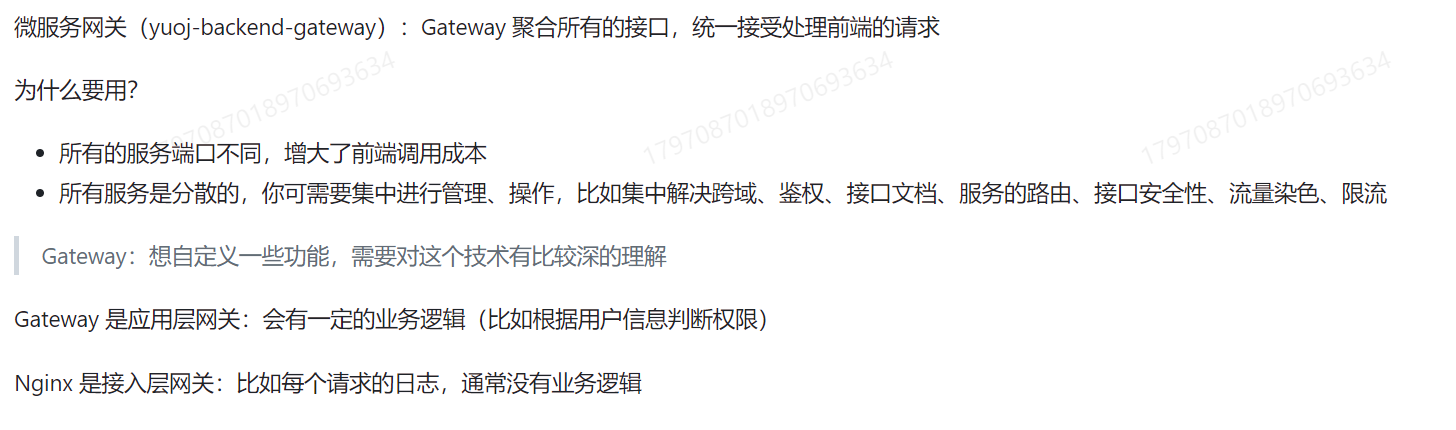 微服务网关（yuoj-backend-gateway）：Gateway 聚合所有的接口，统一接受处理前端的请求
为什么要用？
所有的服务端口不同，增大了前端调用成本
所有服务是分散的，你可需要集中进行管理、操作，比如集中解决跨域、鉴权、接口文档、服务的路由、接口安全性、流量染色、限流
Gateway：想自定义一些功能，需要对这个技术有比较深的理解
Gateway 是应用层网关：会有一定的业务逻辑（比如根据用户信息判断权限）
Nginx 是接入层网关：比如每个请求的日志，通常没有业务逻辑
1797087018970693634
1797087018970693634